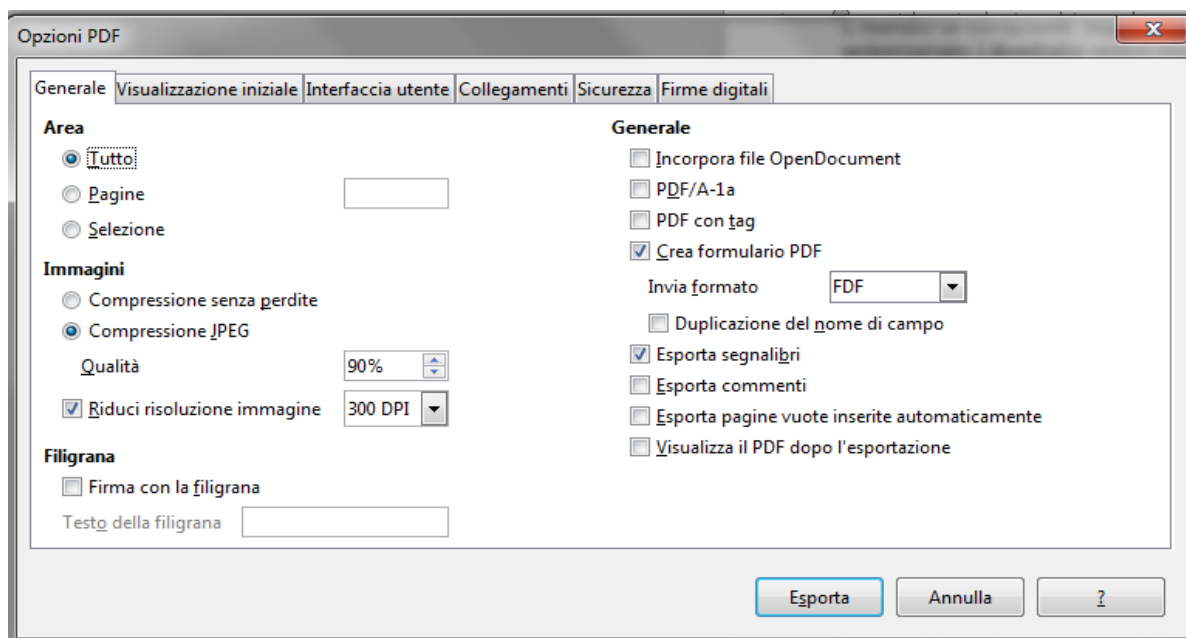 Opzioni PDF
Generale Visualizzazione iniziale Interfaccia utente Collegamenti Sicurezza Firme digitali
Area
Tutto
Pagine
Selezione
Immagini
Compressione senza perdite
Compressione JPEG
Qualità 90%
Riduci risoluzione immagine 300 DPI
Filigrana
Firma con la filigrana
Testo della filigrana
Generale
Incorpora file OpenDocument
PDF/A-1a
PDF con tag
Crea formulario PDF
Invia formato FDF
Duplicazione del nome di campo
Esporta segnalibri
Esporta commenti
Esporta pagine vuote inserite automaticamente
Visualizza il PDF dopo l'esportazione
Esporta Annulla ?